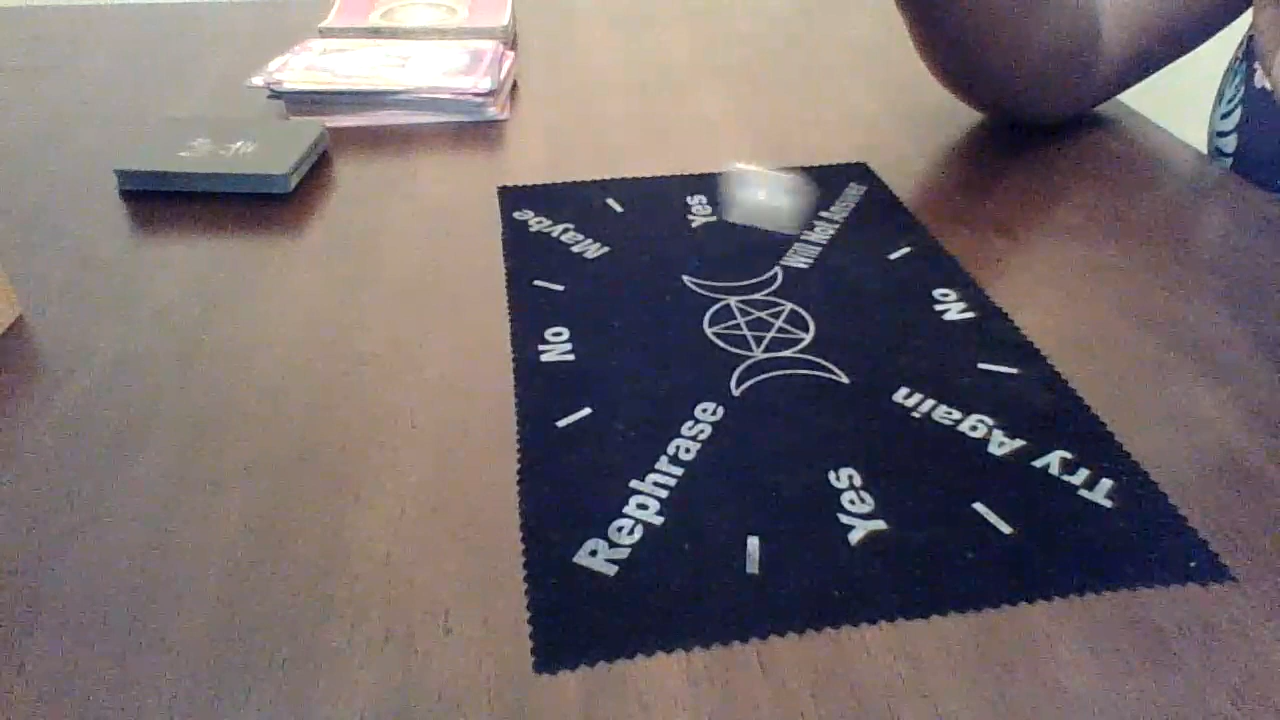 Maybe
Yes
Will Not Answer
No
No
Try Again
Rephrase
Yes